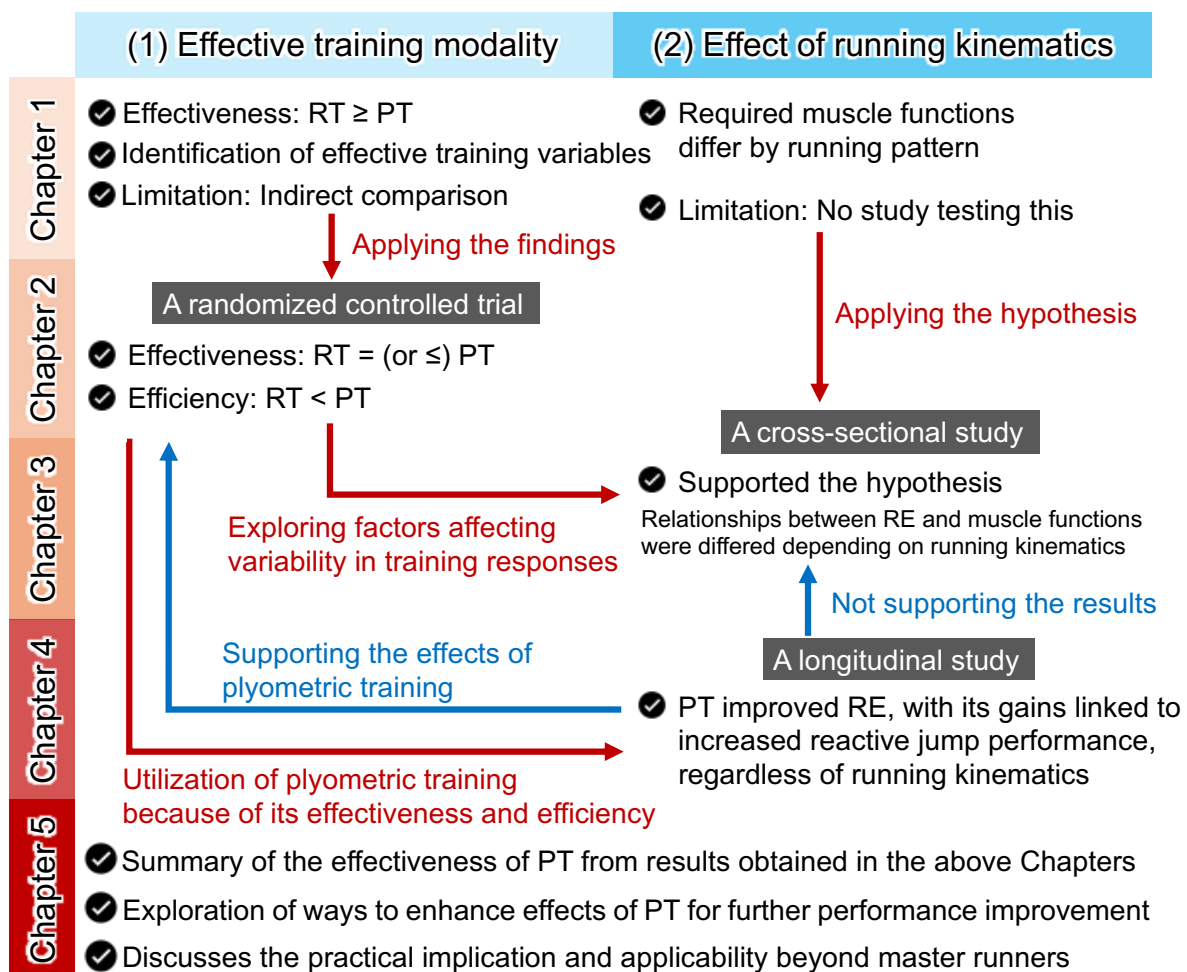 (1) Effective training modality
(2) Effect of running kinematics
Chapter 1
Effectiveness: RT ≥ PT
Identification of effective training variables
Limitation: Indirect comparison
Applying the findings
Required muscle functions
differ by running pattern
Limitation: No study testing this
Applying the hypothesis
Chapter 2
A randomized controlled trial
Effectiveness: RT = (or ≤) PT
Efficiency: RT < PT
Chapter 3
Exploring factors affecting
variability in training responses
A cross-sectional study
Supported the hypothesis
Relationships between RE and muscle functions
were differed depending on running kinematics
Not supporting the results
Chapter 4
Supporting the effects of
plyometric training
A longitudinal study
PT improved RE, with its gains linked to
increased reactive jump performance,
regardless of running kinematics
Utilization of plyometric training
because of its effectiveness and efficiency
Chapter 5
Summary of the effectiveness of PT from results obtained in the above Chapters
Exploration of ways to enhance effects of PT for further performance improvement
Discusses the practical implication and applicability beyond master runners